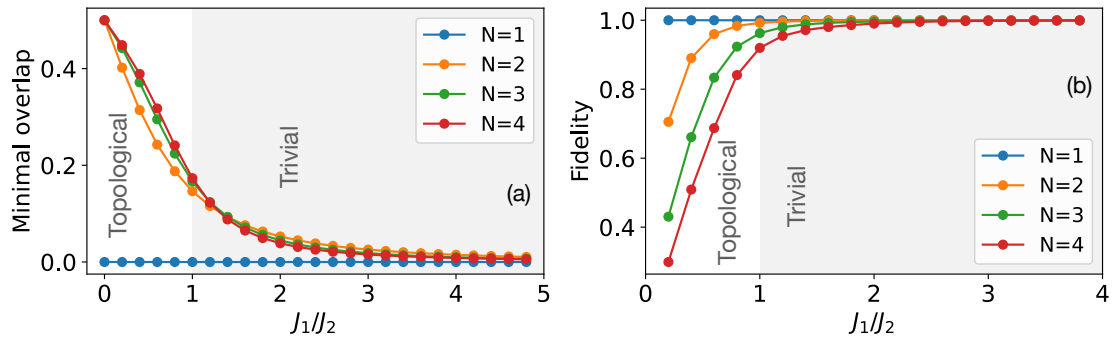 Minimal overlap
0.4
0.2
0.0
Topological
Trivial
N=1
N=2
N=3
N=4
(a)
0 1 2 3 4 5
J₁/J₂
Fidelity
1.0
0.8
0.6
0.4
Topological
Trivial
(b)
N=1
N=2
N=3
N=4
0 1 2 3 4
J₁/J₂